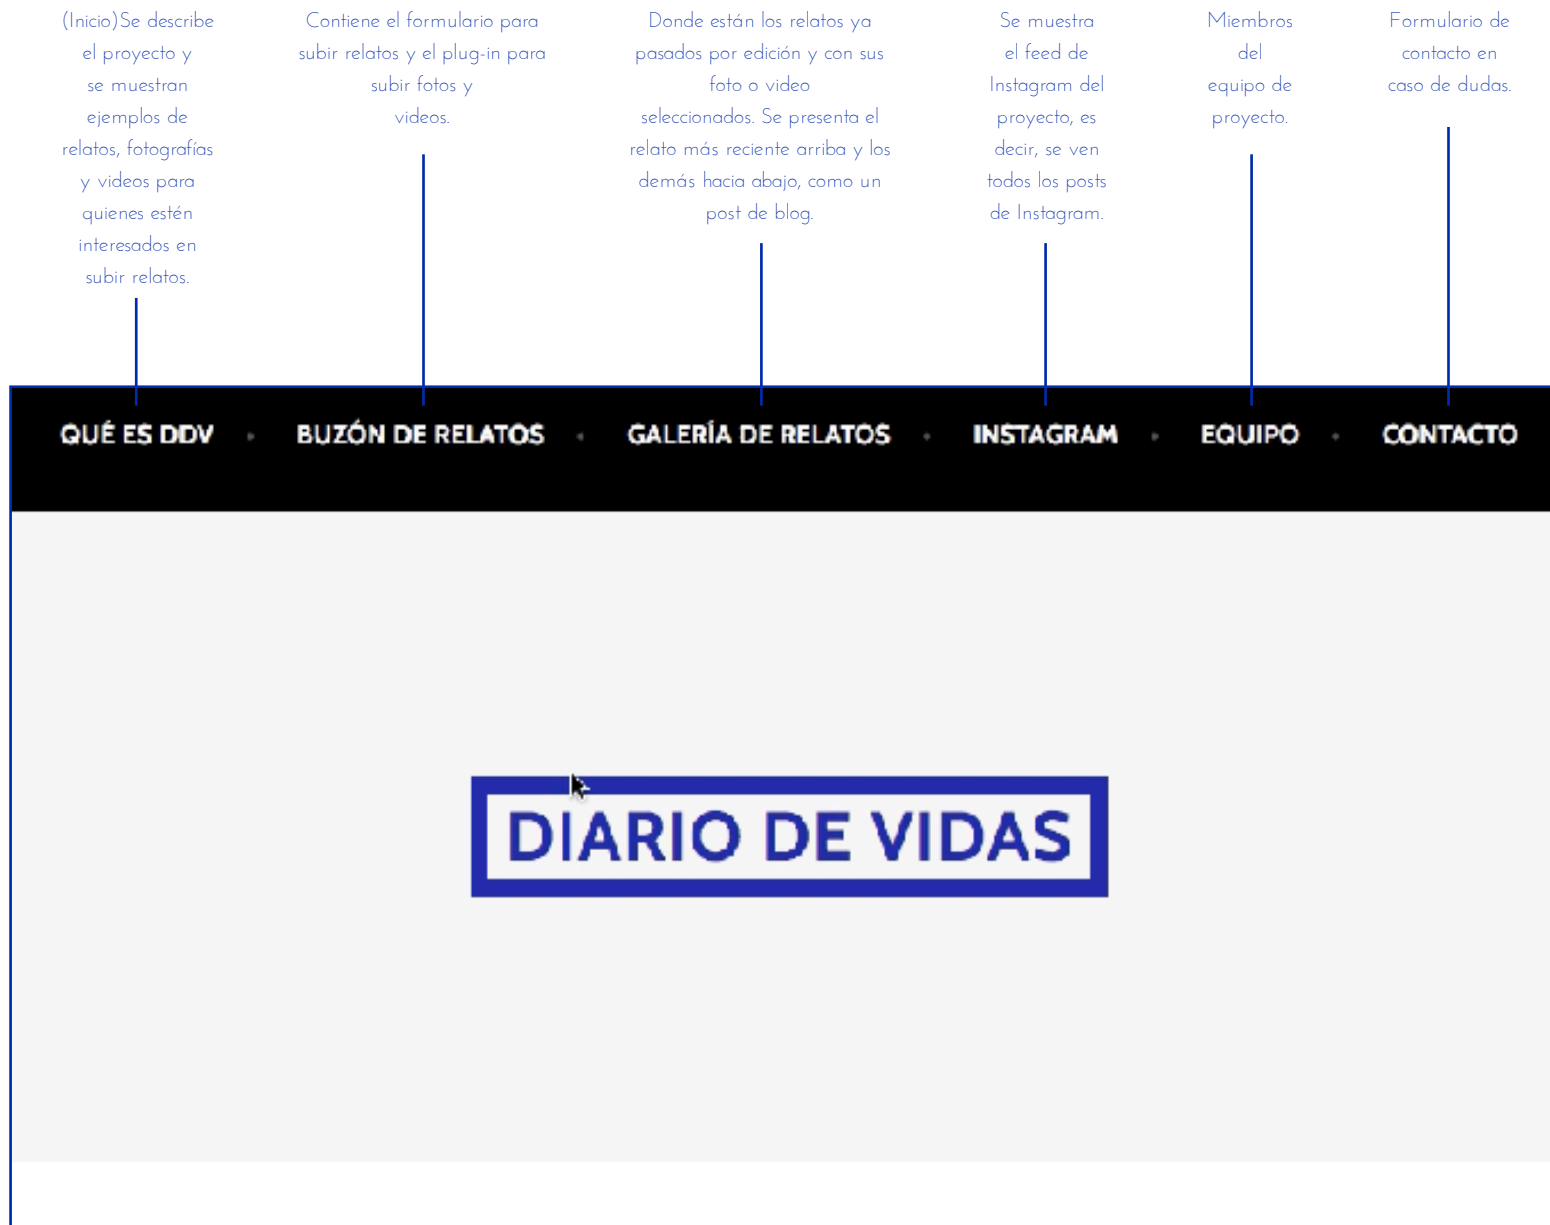 (Inicio)Se describe
el proyecto y
se muestran
ejemplos de
relatos, fotografías
y videos para
quienes estén
interesados en
subir relatos.
Contiene el formulario para
subir relatos y el plug-in para
subir fotos y
videos.
Donde están los relatos ya
pasados por edición y con sus
foto o video
seleccionados. Se presenta el
relato más reciente arriba y los
demás hacia abajo, como un
post de blog.
Se muestra
el feed de
Instagram del
proyecto, es
decir, se ven
todos los posts
de Instagram.
Miembros
del
equipo de
proyecto.
Formulario de
contacto en
caso de dudas.
QUÉ ES DDV • BUZÓN DE RELATOS • GALERÍA DE RELATOS • INSTAGRAM • EQUIPO • CONTACTO
DIARIO DE VIDAS